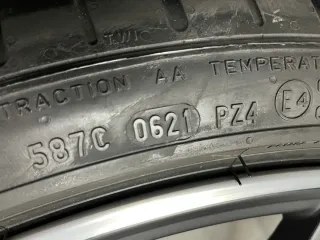 TWI
TRACTION AA TEMPERAT
587C 0621 PZ4 E4